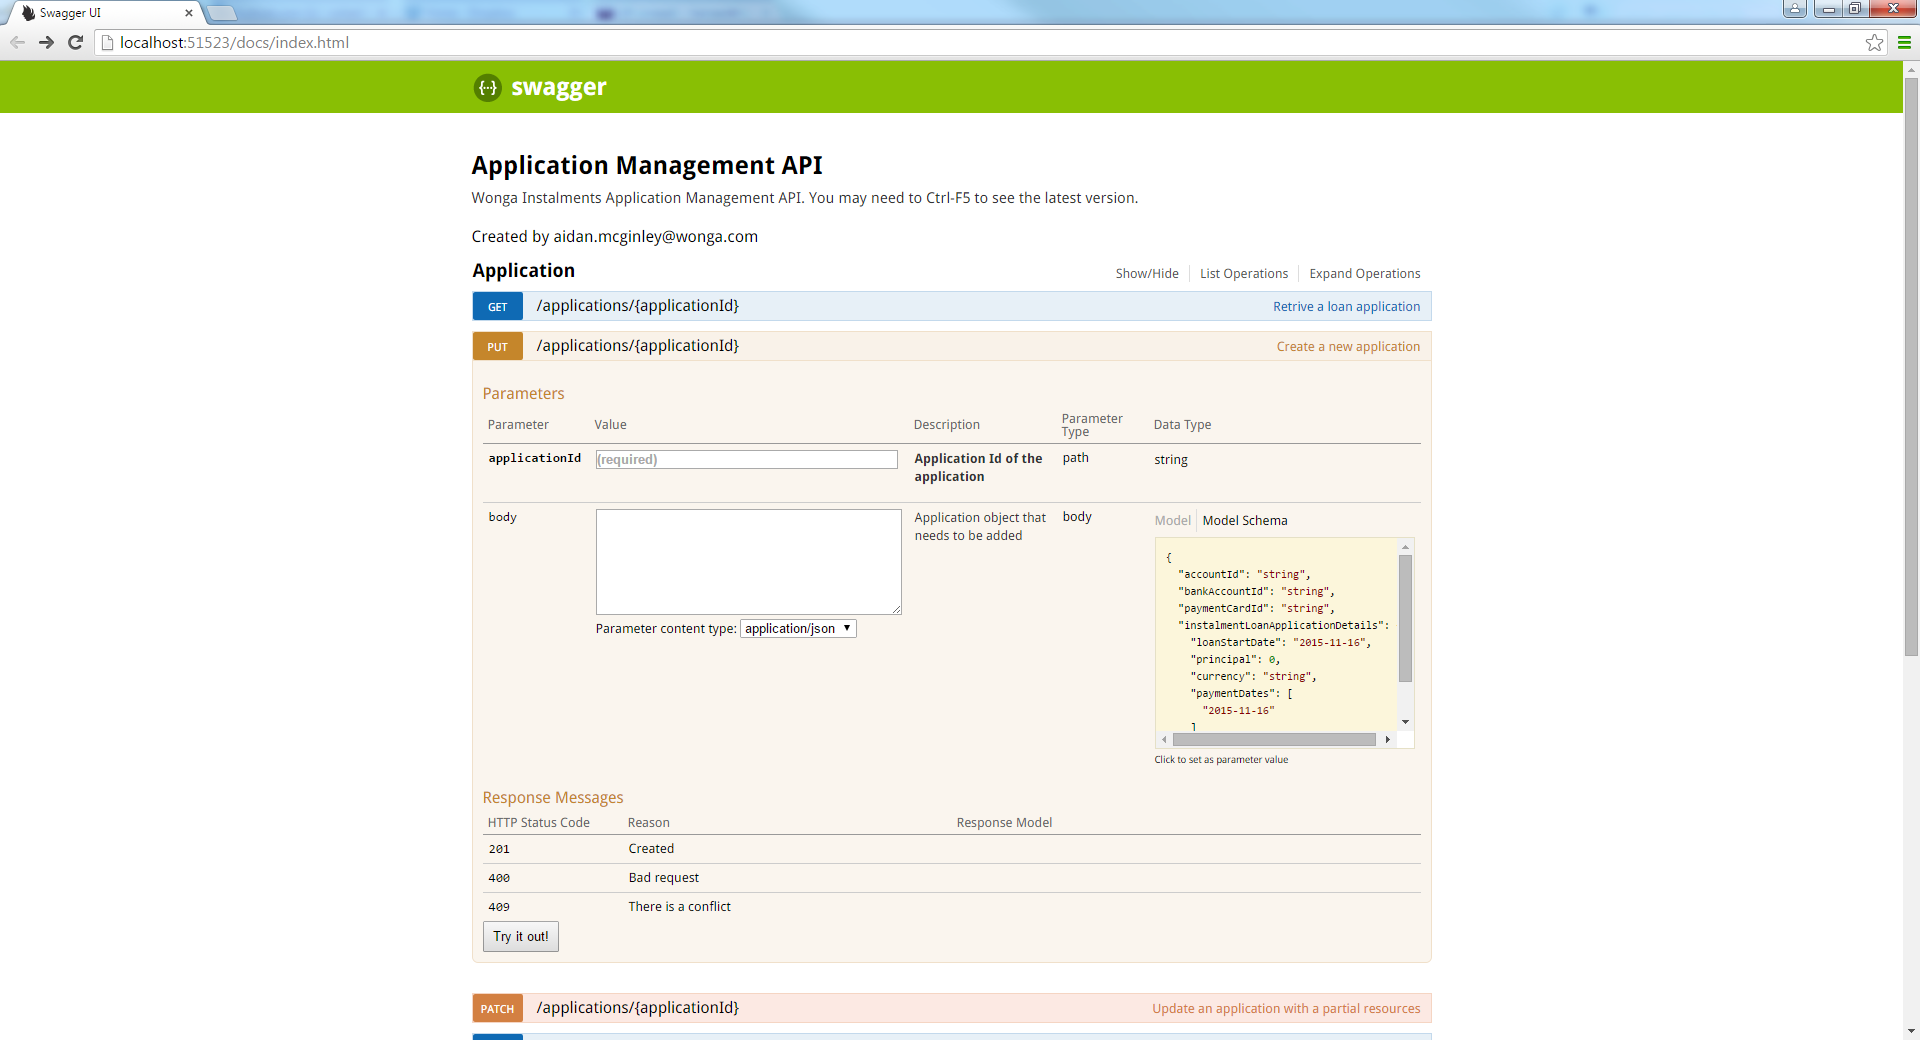 Swagger UI
localhost:51523/docs/index.html
{···} swagger
Application Management API
Wonga Instalments Application Management API. You may need to Ctrl-F5 to see the latest version.
Created by aidan.mcginley@wonga.com
Application Show/Hide List Operations Expand Operations
GET /applications/{applicationId} Retrive a loan application
PUT /applications/{applicationId} Create a new application
Parameters
Parameter Value Description Parameter Type Data Type
applicationId (required) Application Id of the application path string
body Application object that needs to be added body Model Model Schema
{
"accountId": "string",
"bankAccountId": "string",
"paymentCardId": "string",
"instalmentLoanApplicationDetails":
"loanStartDate": "2015-11-16",
"principal": 0,
"currency": "string",
"paymentDates": [
"2015-11-16"
]
Parameter content type: application/json
Click to set as parameter value
Response Messages
HTTP Status Code Reason Response Model
201 Created
400 Bad request
409 There is a conflict
Try it out!
PATCH /applications/{applicationId} Update an application with a partial resources